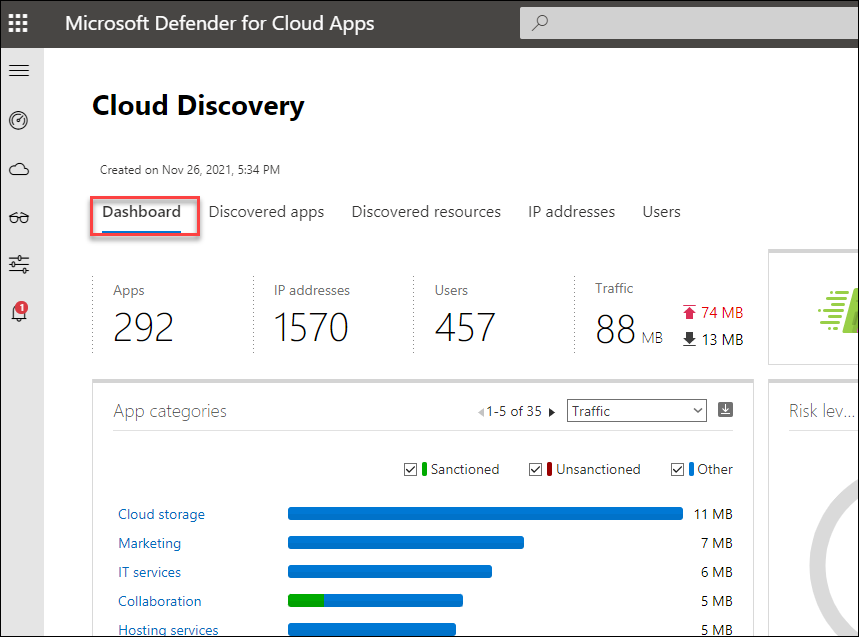 Microsoft Defender for Cloud Apps
Cloud Discovery
Created on Nov 26, 2021, 5:34 PM
Dashboard Discovered apps Discovered resources IP addresses Users
Apps IP addresses Users Traffic
292 1570 457 88 MB 74 MB 13 MB
1
App categories 1-5 of 35 Traffic Risk lev...
Sanctioned Unsanctioned Other
Cloud storage 11 MB
Marketing 7 MB
IT services 6 MB
Collaboration 5 MB
Hosting services 5 MB